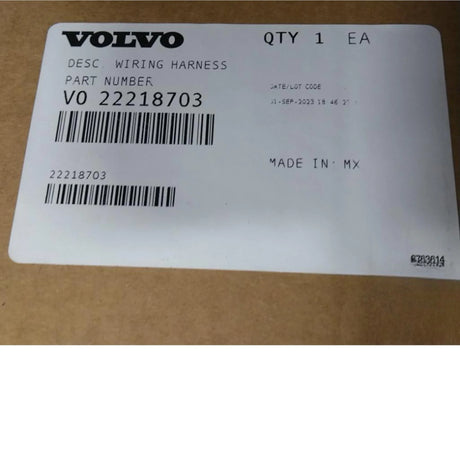 VOLVO
QTY 1 EA
DESC WIRING HARNESS
PART NUMBER
VO 22218703
DATE/LOT CODE
MADE IN: MX
22218703